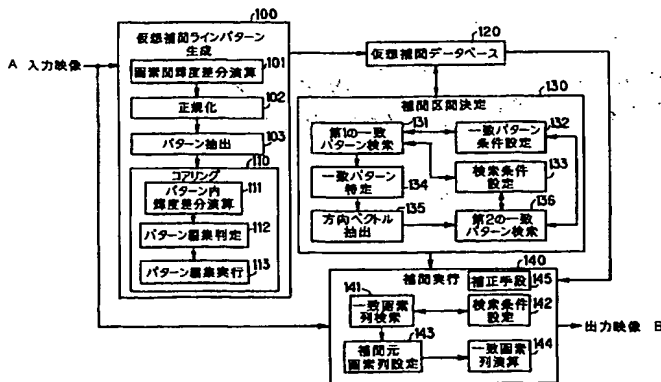 100
仮想補間ラインパターン
生成
A 入力映像
画素間輝度差分演算
101
正規化
102
パターン抽出
103
110
コアリング
パターン内
輝度差分演算
111
パターン編集判定
112
パターン編集実行
113
120
仮想補間データベース
130
補間区間決定
131
第1の一致
パターン検索
132
一致パターン
条件設定
133
検索条件
設定
一致パターン
特定
134
方向ベクトル
抽出
135
136
第2の一致
パターン検索
140
補間実行
補正手段
145
141
一致画素
列検索
検索条件
設定
142
143
補間元
画素列設定
一致画素
列演算
144
出力映像 B